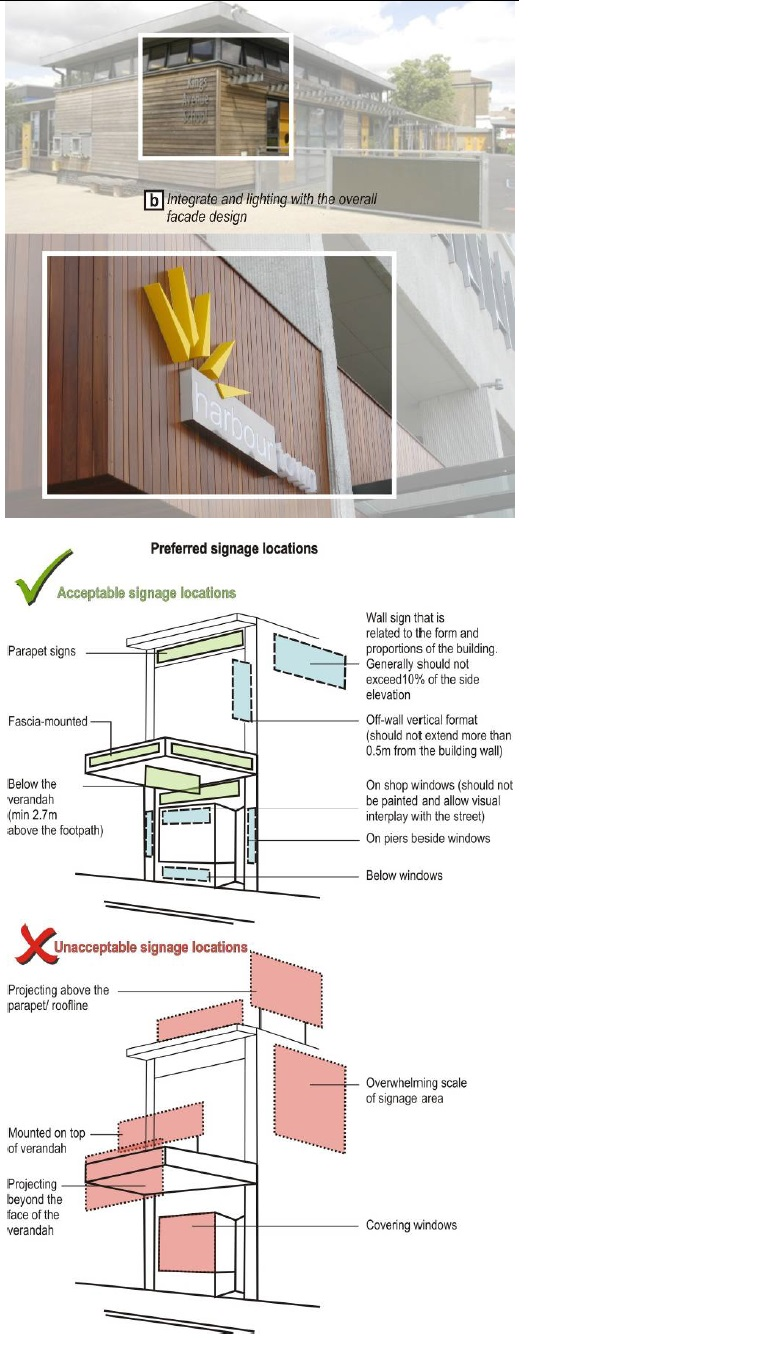 Kings
Avenue
School
b Integrate and lighting with the overall
facade design
harbour town
Preferred signage locations
Acceptable signage locations
Parapet signs
Wall sign that is
related to the form and
proportions of the building.
Generally should not
exceed10% of the side
elevation
Fascia-mounted
Off-wall vertical format
(should not extend more than
0.5m from the building wall)
Below the
verandah
(min 2.7m
above the footpath)
On shop windows (should not
be painted and allow visual
interplay with the street)
On piers beside windows
Below windows
Unacceptable signage locations
Projecting above the
parapet/ roofline
Overwhelming scale
of signage area
Mounted on top
of verandah
Projecting
beyond the
face of the
verandah
Covering windows